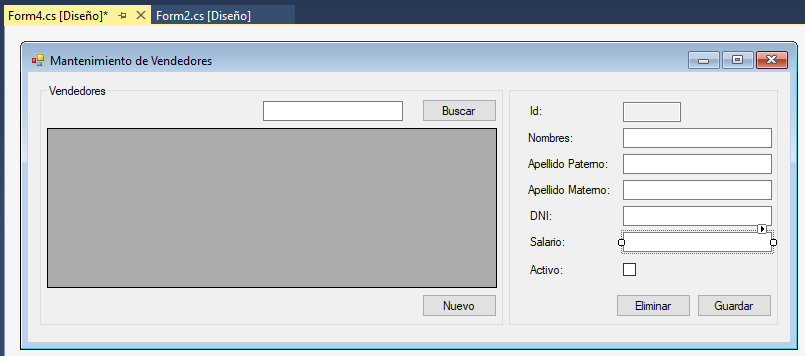 Form4.cs [Diseño]*
Form2.cs [Diseño]
Mantenimiento de Vendedores
Vendedores
Buscar
Nuevo
Id:
Nombres:
Apellido Paterno:
Apellido Materno:
DNI:
Salario:
Activo:
Eliminar
Guardar